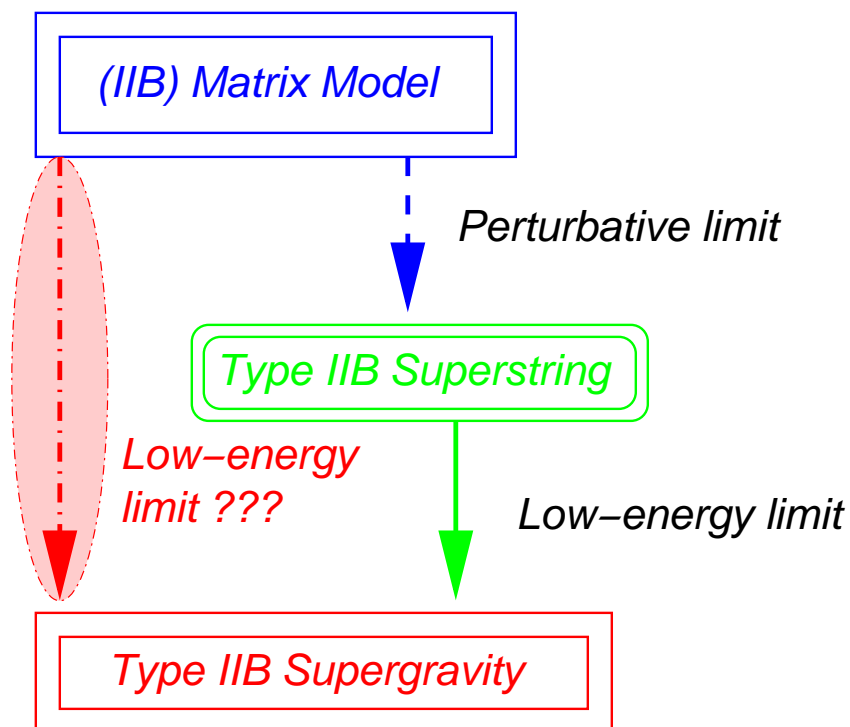 (IIB) Matrix Model
Perturbative limit
Type IIB Superstring
Low−energy
limit ???
Low−energy limit
Type IIB Supergravity